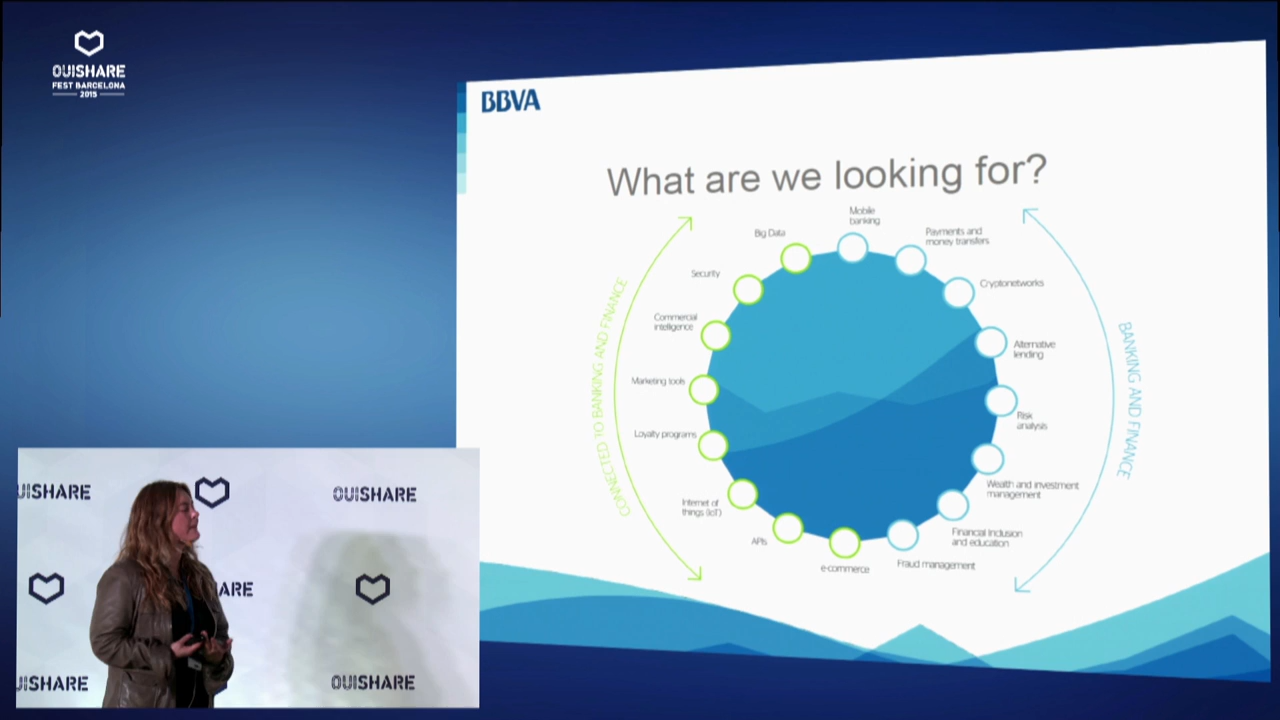 OUISHARE
FEST BARCELONA
2015
BBVA
What are we looking for?
Mobile
banking
Payments and
money transfers
Cryptonetworks
Alternative
lending
Risk
analysis
Wealth and investment
management
Financial Inclusion
and education
Fraud management
e-commerce
APIs
Internet of
things (IoT)
Loyalty programs
Marketing tools
Commercial
intelligence
Security
Big Data
CONNECTED TO BANKING AND FINANCE
BANKING AND FINANCE
UISHARE
OUISHARE
ARE
UISHARE
OUISHARE